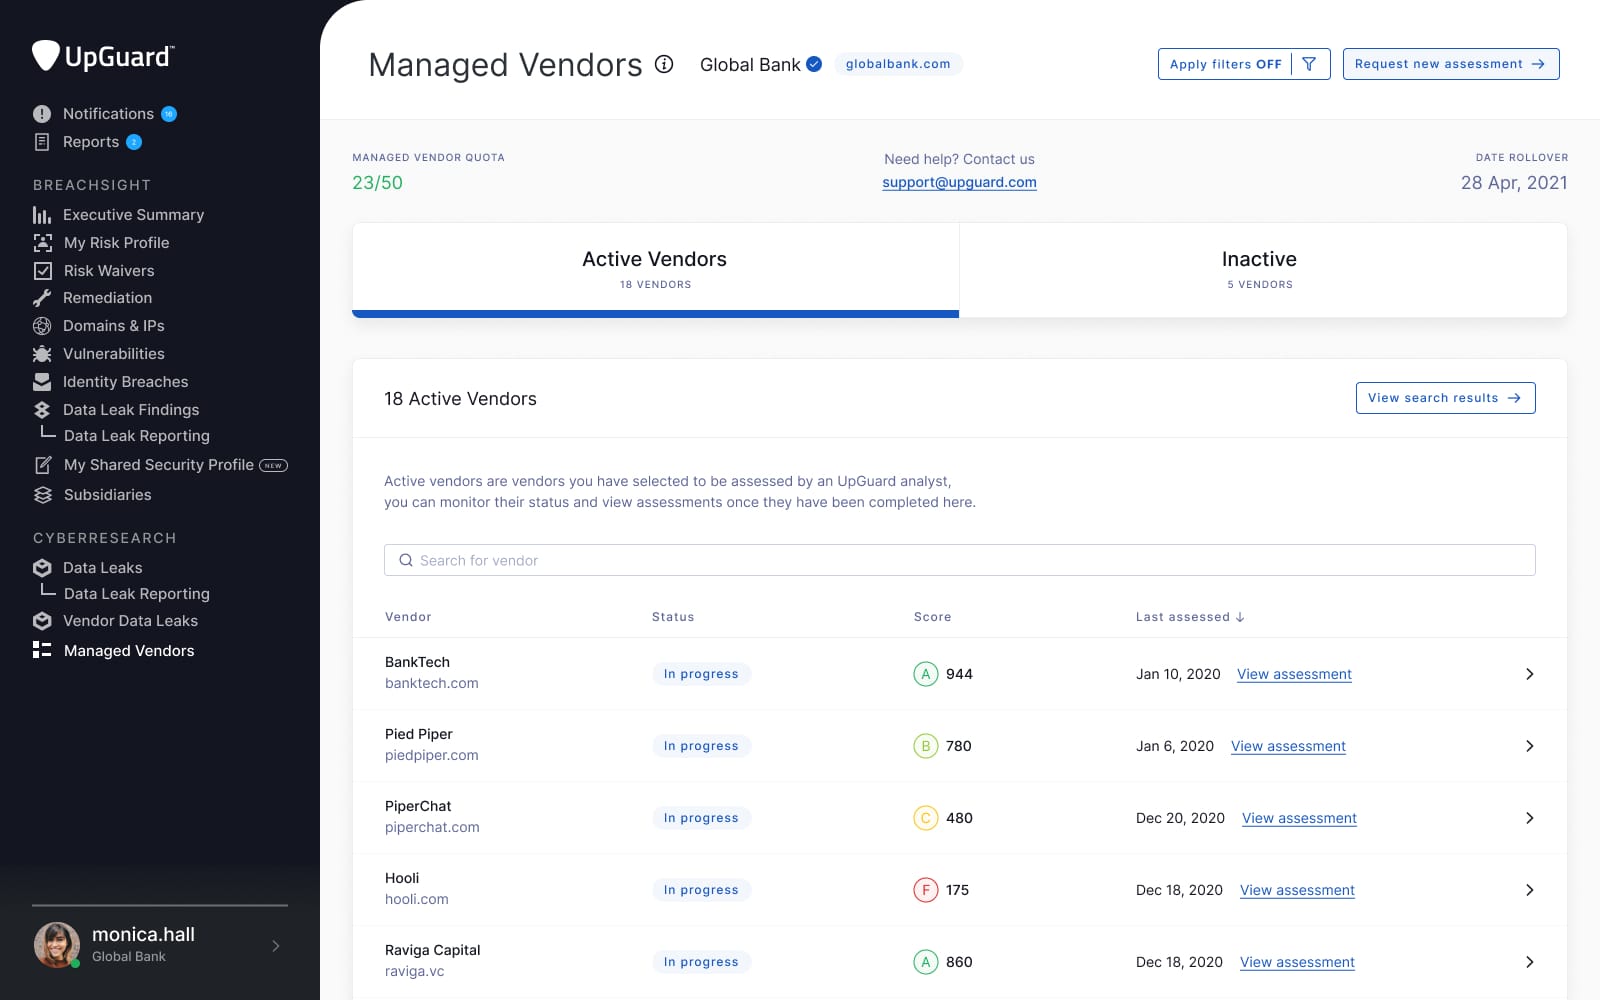 UpGuard™
Notifications 16
Reports 2
BREACHSIGHT
Executive Summary
My Risk Profile
Risk Waivers
Remediation
Domains & IPs
Vulnerabilities
Identity Breaches
Data Leak Findings
Data Leak Reporting
My Shared Security Profile NEW
Subsidiaries
CYBERRESEARCH
Data Leaks
Data Leak Reporting
Vendor Data Leaks
Managed Vendors
monica.hall
Global Bank
Managed Vendors Global Bank globalbank.com
Apply filters OFF
Request new assessment →
MANAGED VENDOR QUOTA
23/50
Need help? Contact us
support@upguard.com
DATE ROLLOVER
28 Apr, 2021
Active Vendors
18 VENDORS
Inactive
5 VENDORS
18 Active Vendors
View search results →
Active vendors are vendors you have selected to be assessed by an UpGuard analyst,
you can monitor their status and view assessments once they have been completed here.
Search for vendor
Vendor Status Score Last assessed ↓
BankTech
banktech.com
In progress A 944 Jan 10, 2020 View assessment
Pied Piper
piedpiper.com
In progress B 780 Jan 6, 2020 View assessment
PiperChat
piperchat.com
In progress C 480 Dec 20, 2020 View assessment
Hooli
hooli.com
In progress F 175 Dec 18, 2020 View assessment
Raviga Capital
raviga.vc
In progress A 860 Dec 18, 2020 View assessment